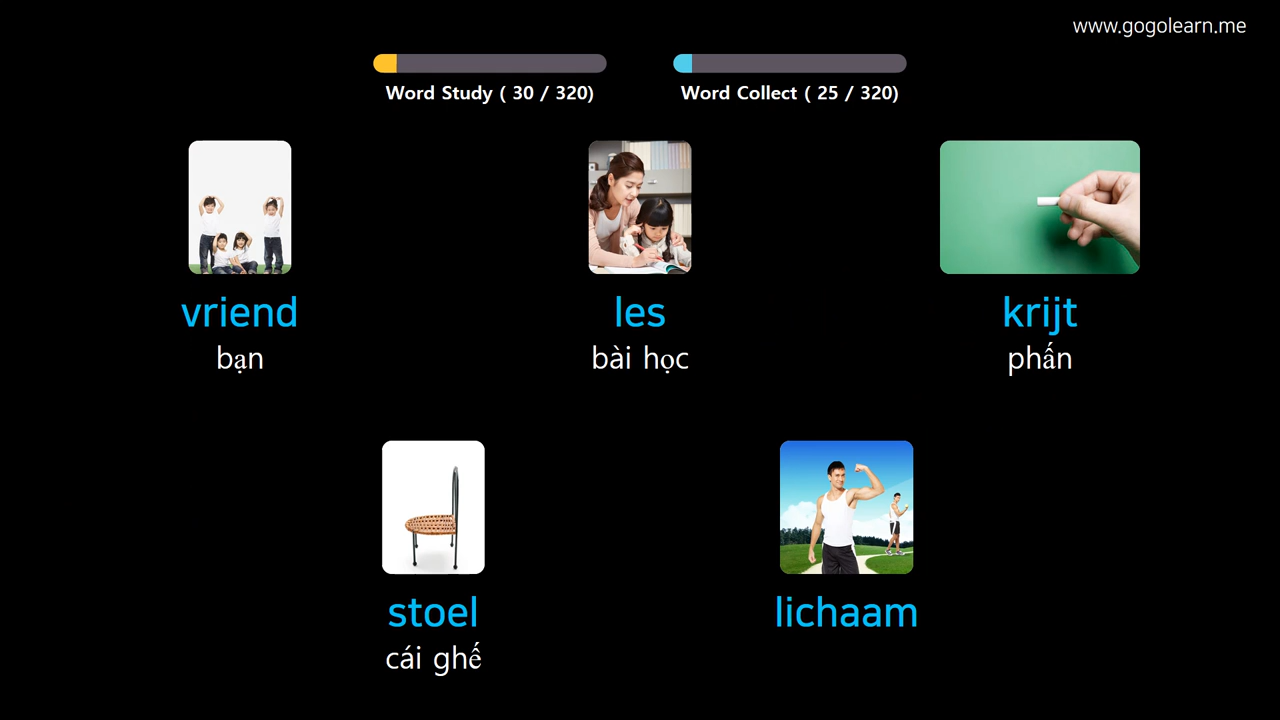 www.gogolearn.me
Word Study ( 30 / 320)
Word Collect ( 25 / 320)
vriend
bạn
les
bài học
krijt
phấn
stoel
cái ghế
lichaam